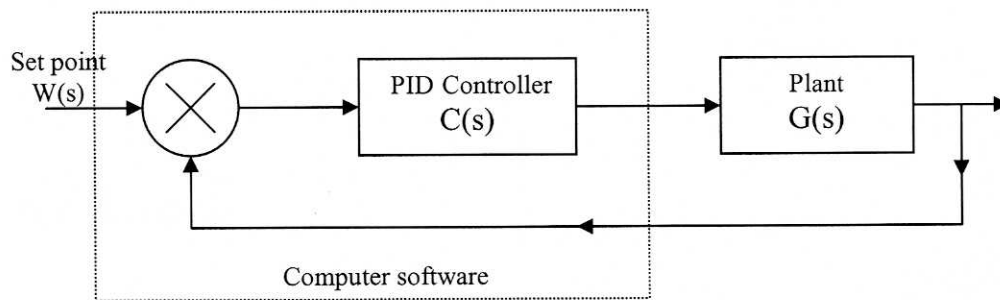 Set point
W(s)
PID Controller
C(s)
Plant
G(s)
Computer software